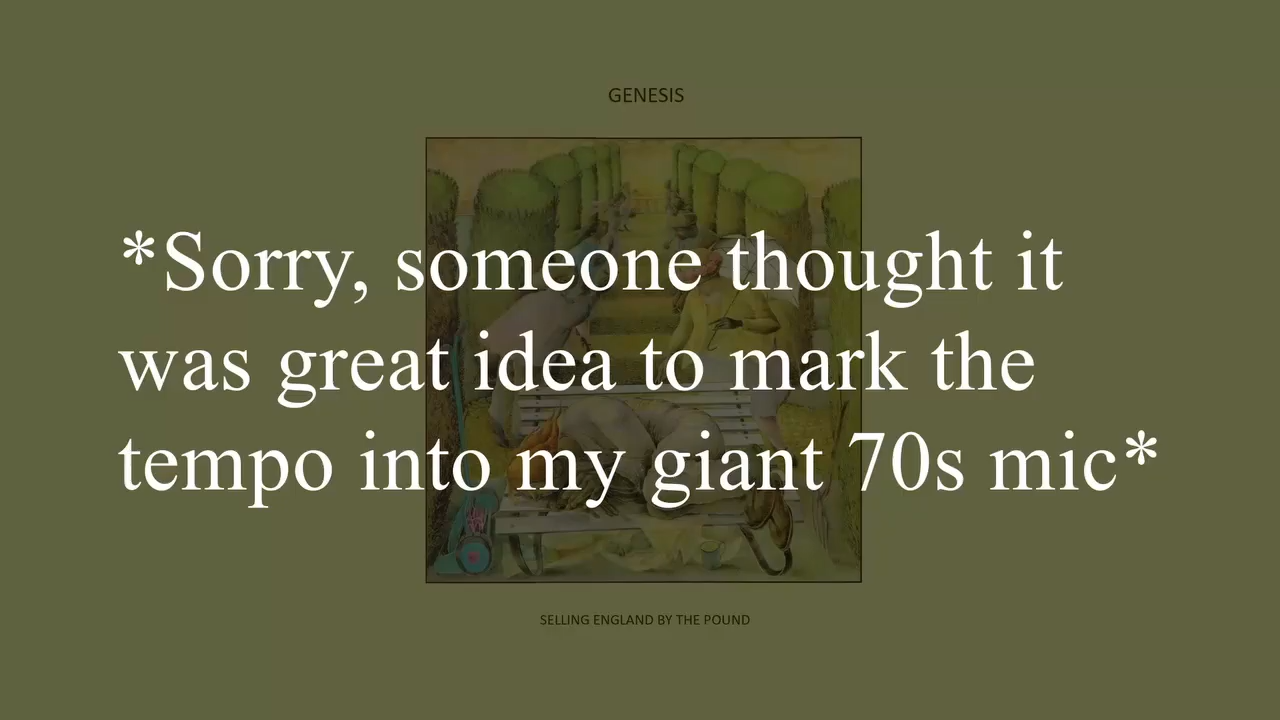 GENESIS
*Sorry, someone thought it
was great idea to mark the
tempo into my giant 70s mic*
SELLING ENGLAND BY THE POUND